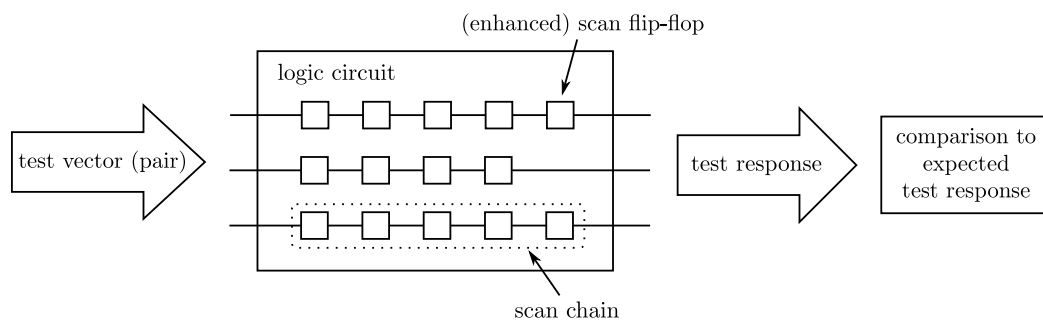 (enhanced) scan flip-flop
logic circuit
test vector (pair)
test response
comparison to
expected
test response
scan chain